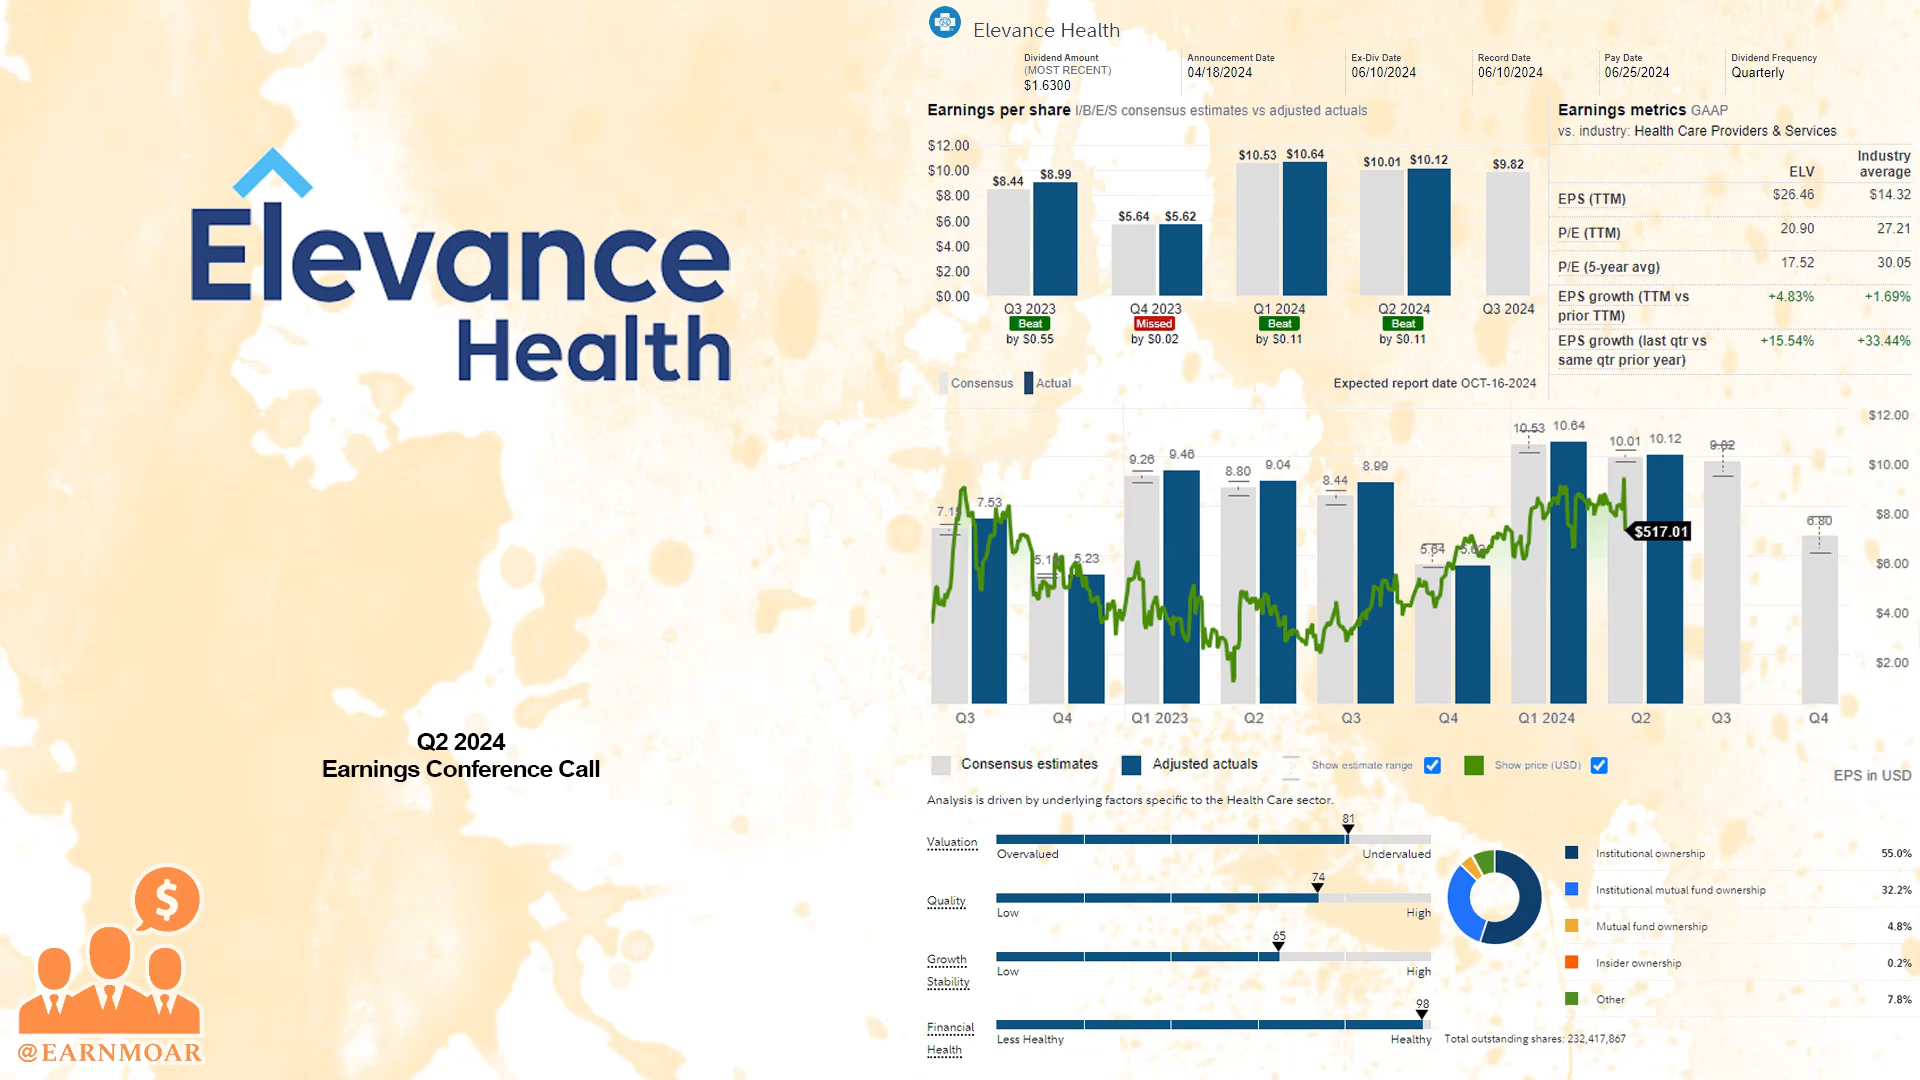 Elevance
Health
Q2 2024
Earnings Conference Call
$
@EARNMOAR
Elevance Health
Dividend Amount
(MOST RECENT)
$1.6300
Announcement Date
04/18/2024
Ex-Div Date
06/10/2024
Record Date
06/10/2024
Pay Date
06/25/2024
Dividend Frequency
Quarterly
Earnings per share I/B/E/S consensus estimates vs adjusted actuals
$12.00
$10.00
$8.00
$6.00
$4.00
$2.00
$0.00
$8.44 $8.99
$5.64 $5.62
$10.53 $10.64
$10.01 $10.12
$9.82
Q3 2023
Beat
by $0.55
Q4 2023
Missed
by $0.02
Q1 2024
Beat
by $0.11
Q2 2024
Beat
by $0.11
Q3 2024
Consensus Actual
Expected report date OCT-16-2024
Earnings metrics GAAP
vs. industry: Health Care Providers & Services
ELV Industry average
EPS (TTM) $26.46 $14.32
P/E (TTM) 20.90 27.21
P/E (5-year avg) 17.52 30.05
EPS growth (TTM vs prior TTM) +4.83% +1.69%
EPS growth (last qtr vs same qtr prior year) +15.54% +33.44%
$12.00
$10.00
$8.00
$6.00
$4.00
$2.00
7.53
5.23
9.26 9.46
8.80 9.04
8.44 8.99
5.64
10.53 10.64
10.01 10.12
9.82
6.80
$517.01
Q3 Q4 Q1 2023 Q2 Q3 Q4 Q1 2024 Q2 Q3 Q4
Consensus estimates Adjusted actuals Show estimate range Show price (USD)
EPS in USD
Analysis is driven by underlying factors specific to the Health Care sector.
Valuation
81
Overvalued Undervalued
Quality
74
Low High
Growth
Stability
65
Low High
Financial
Health
98
Less Healthy Healthy
Institutional ownership 55.0%
Institutional mutual fund ownership 32.2%
Mutual fund ownership 4.8%
Insider ownership 0.2%
Other 7.8%
Total outstanding shares: 232,417,867